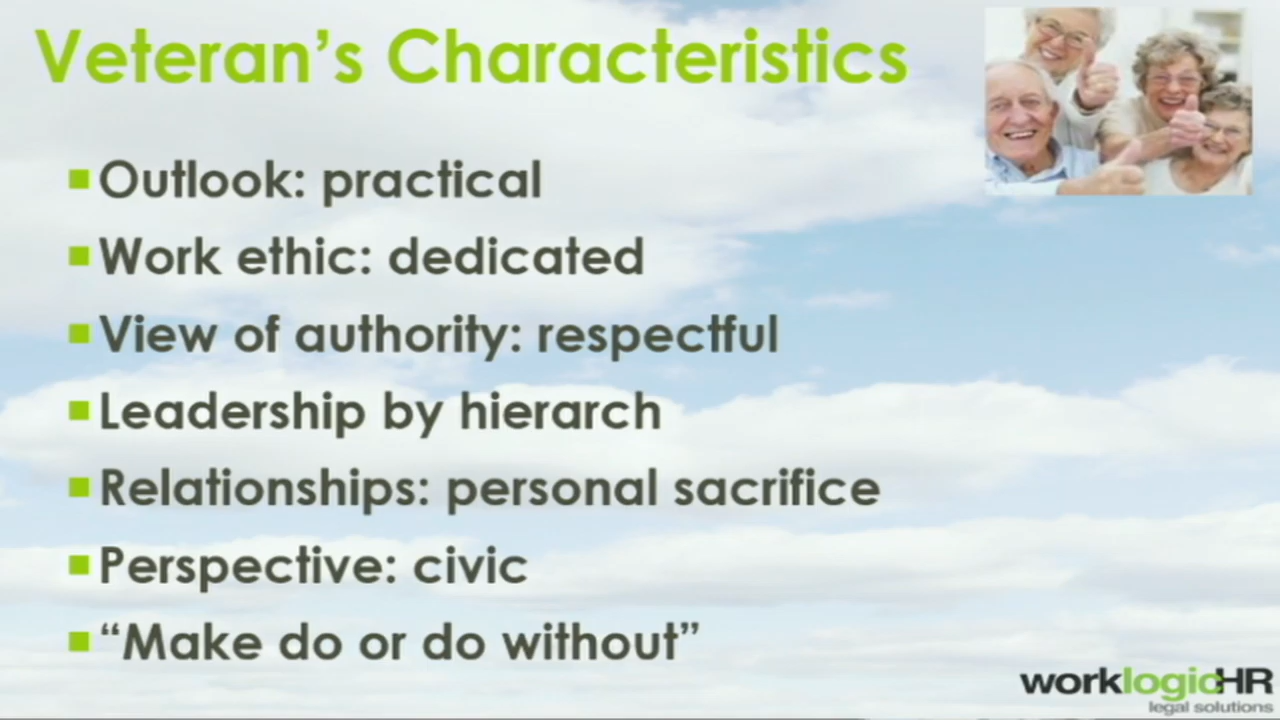 Veteran’s Characteristics
Outlook: practical
Work ethic: dedicated
View of authority: respectful
Leadership by hierarch
Relationships: personal sacrifice
Perspective: civic
“Make do or do without”
worklogicHR
legal solutions